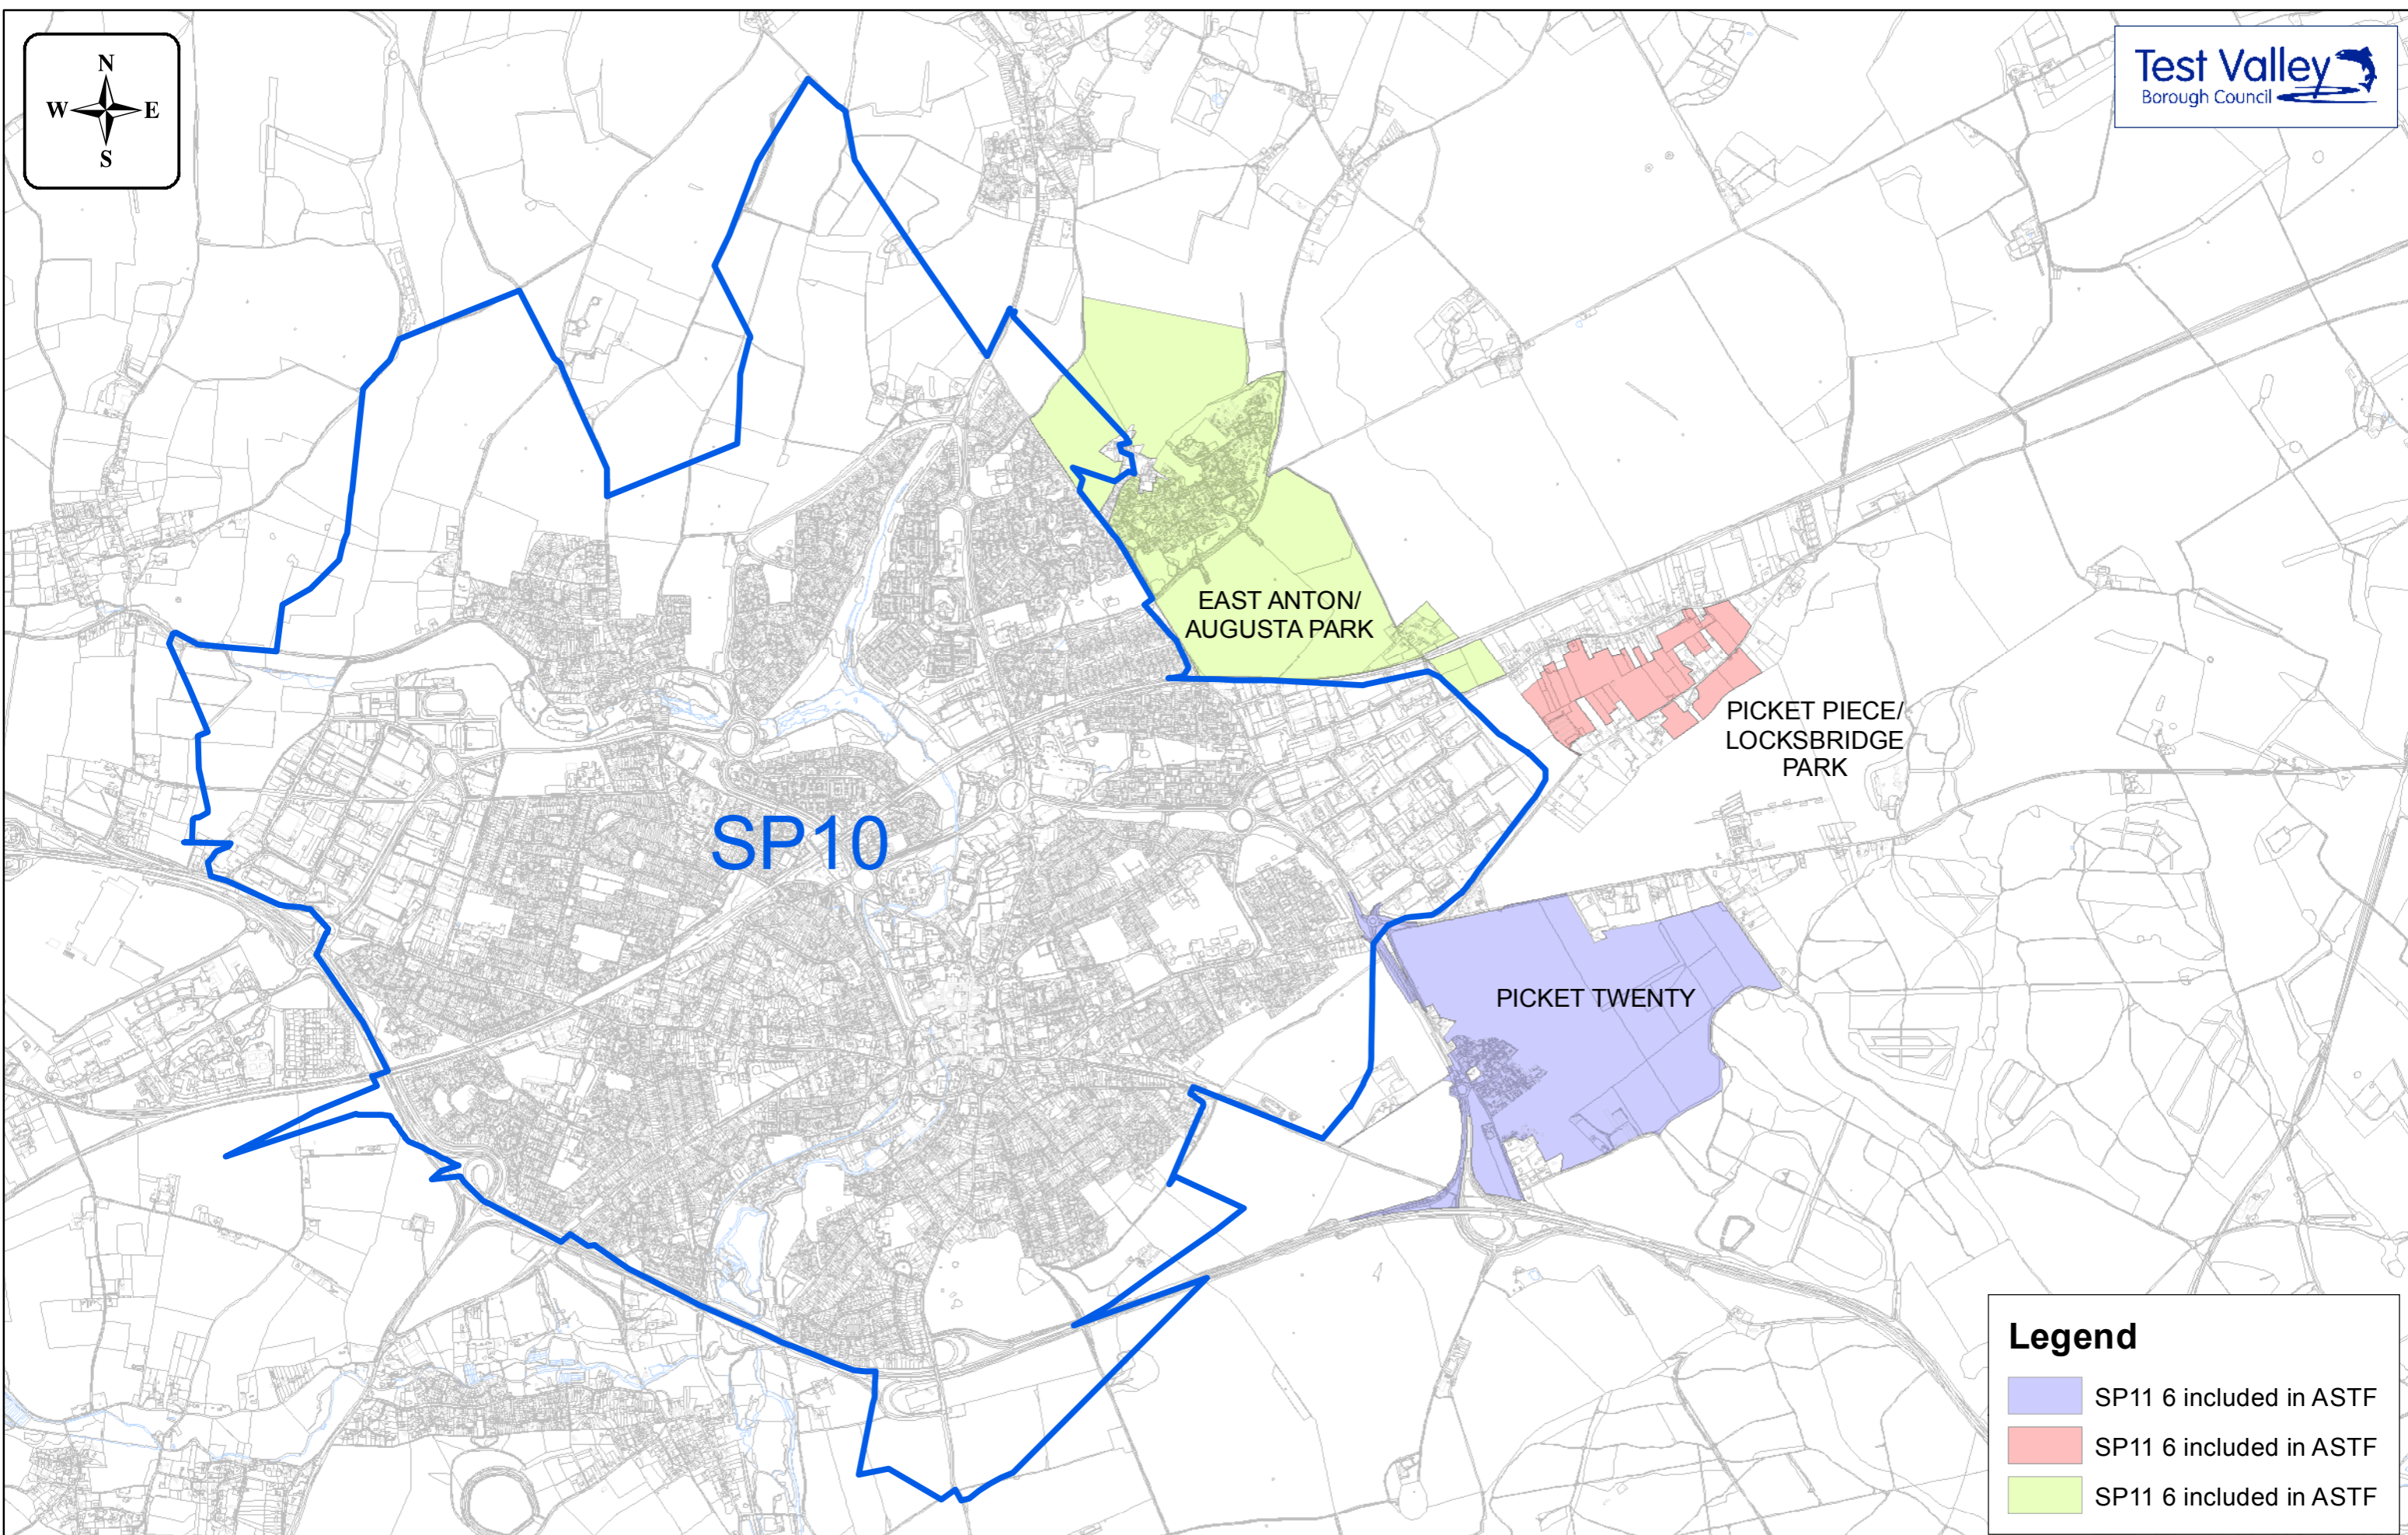 N
W E
S
Test Valley
Borough Council
EAST ANTON/
AUGUSTA PARK
PICKET PIECE/
LOCKSBRIDGE
PARK
SP10
PICKET TWENTY
Legend
SP11 6 included in ASTF
SP11 6 included in ASTF
SP11 6 included in ASTF